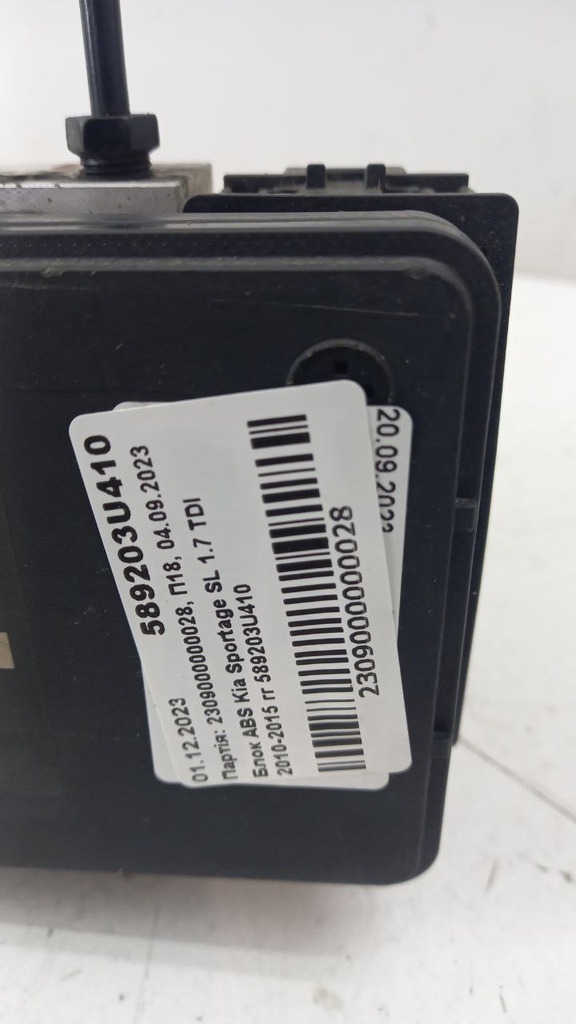 589203U410
01.12.2023
Партія: 2309000000028, П18, 04.09.2023
Блок ABS Kia Sportage SL 1.7 TDI
2010-2015 гг 589203U410
2309000000028
20.09.2023